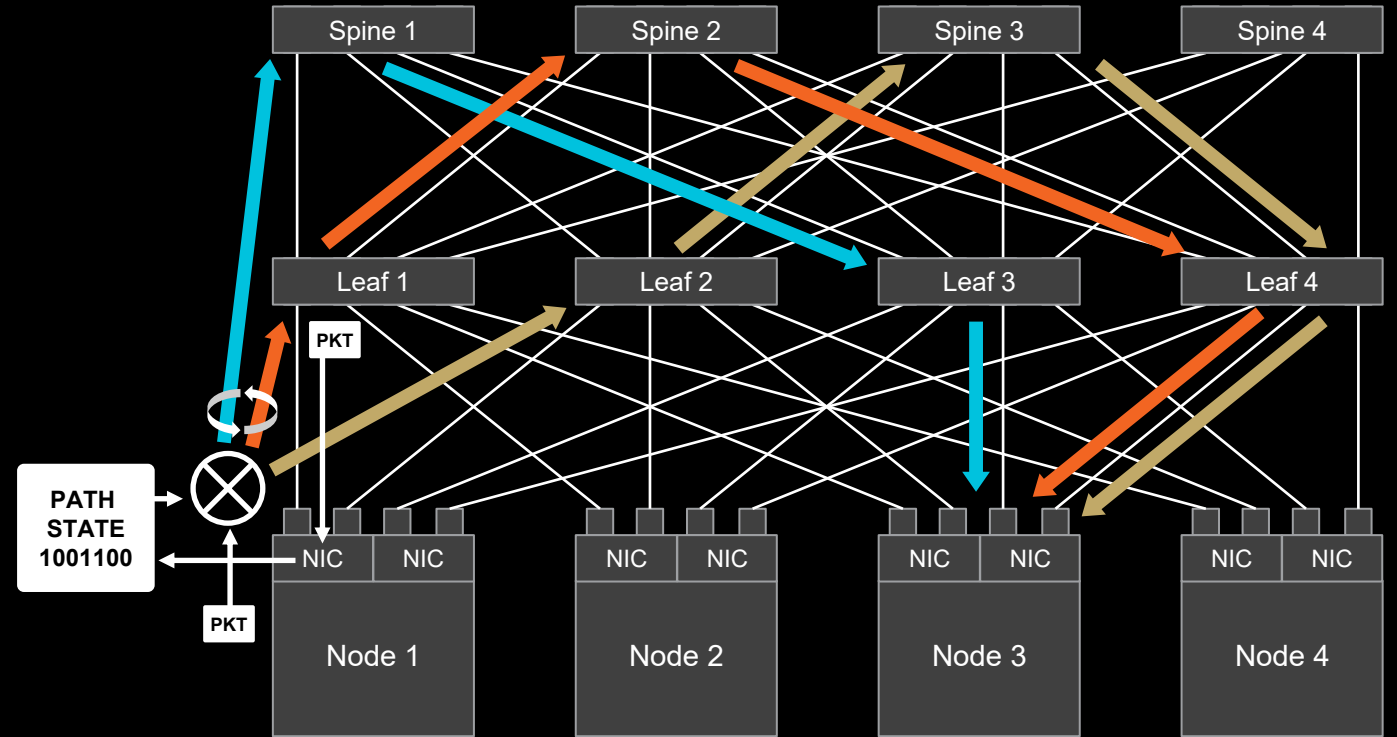 Spine 1
Spine 2
Spine 3
Spine 4
Leaf 1
Leaf 2
Leaf 3
Leaf 4
PKT
PATH
STATE
1001100
PKT
NIC
NIC
NIC
NIC
NIC
NIC
NIC
NIC
Node 1
Node 2
Node 3
Node 4